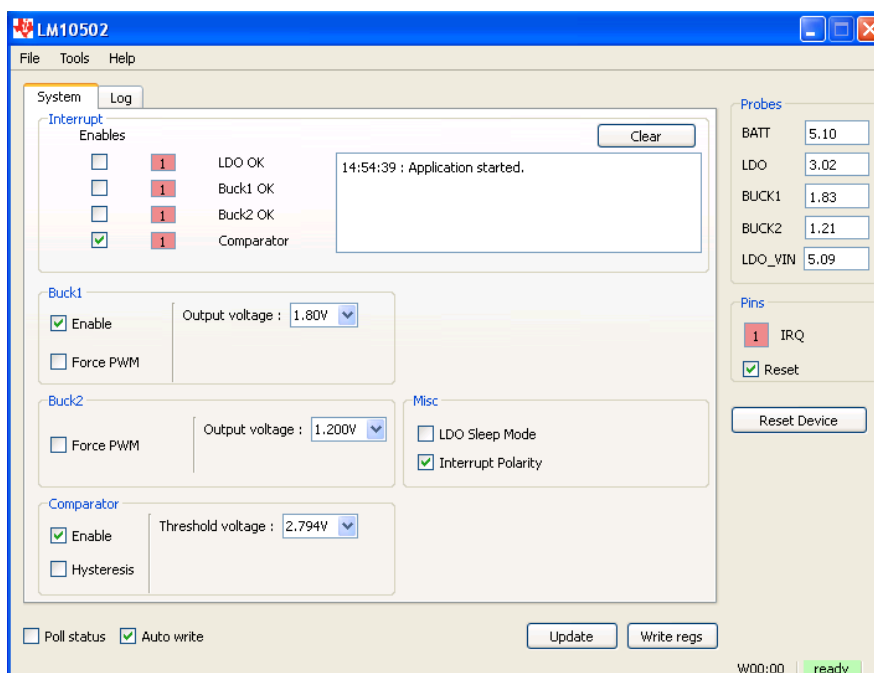 LM10502
File Tools Help
System Log
Interrupt
Enables
Clear
1 LDO OK
1 Buck1 OK
1 Buck2 OK
1 Comparator
14:54:39 : Application started.
Probes
BATT 5.10
LDO 3.02
BUCK1 1.83
BUCK2 1.21
LDO_VIN 5.09
Buck1
Enable
Output voltage : 1.80V
Force PWM
Pins
1 IRQ
Reset
Buck2
Force PWM
Output voltage : 1.200V
Misc
LDO Sleep Mode
Interrupt Polarity
Reset Device
Comparator
Enable
Threshold voltage : 2.794V
Hysteresis
Poll status Auto write Update Write regs
W00:00 ready